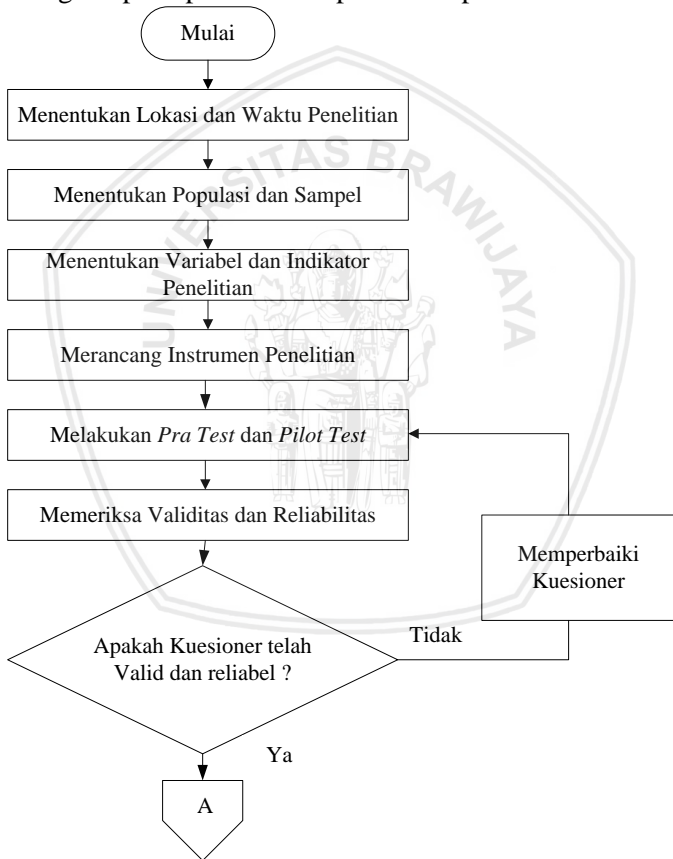 Mulai
Menentukan Lokasi dan Waktu Penelitian
Menentukan Populasi dan Sampel
Menentukan Variabel dan Indikator
Penelitian
Merancang Instrumen Penelitian
Melakukan Pra Test dan Pilot Test
Memeriksa Validitas dan Reliabilitas
Memperbaiki
Kuesioner
Apakah Kuesioner telah
Valid dan reliabel ?
Tidak
Ya
A
UNIVERSITAS BRAWIJAYA